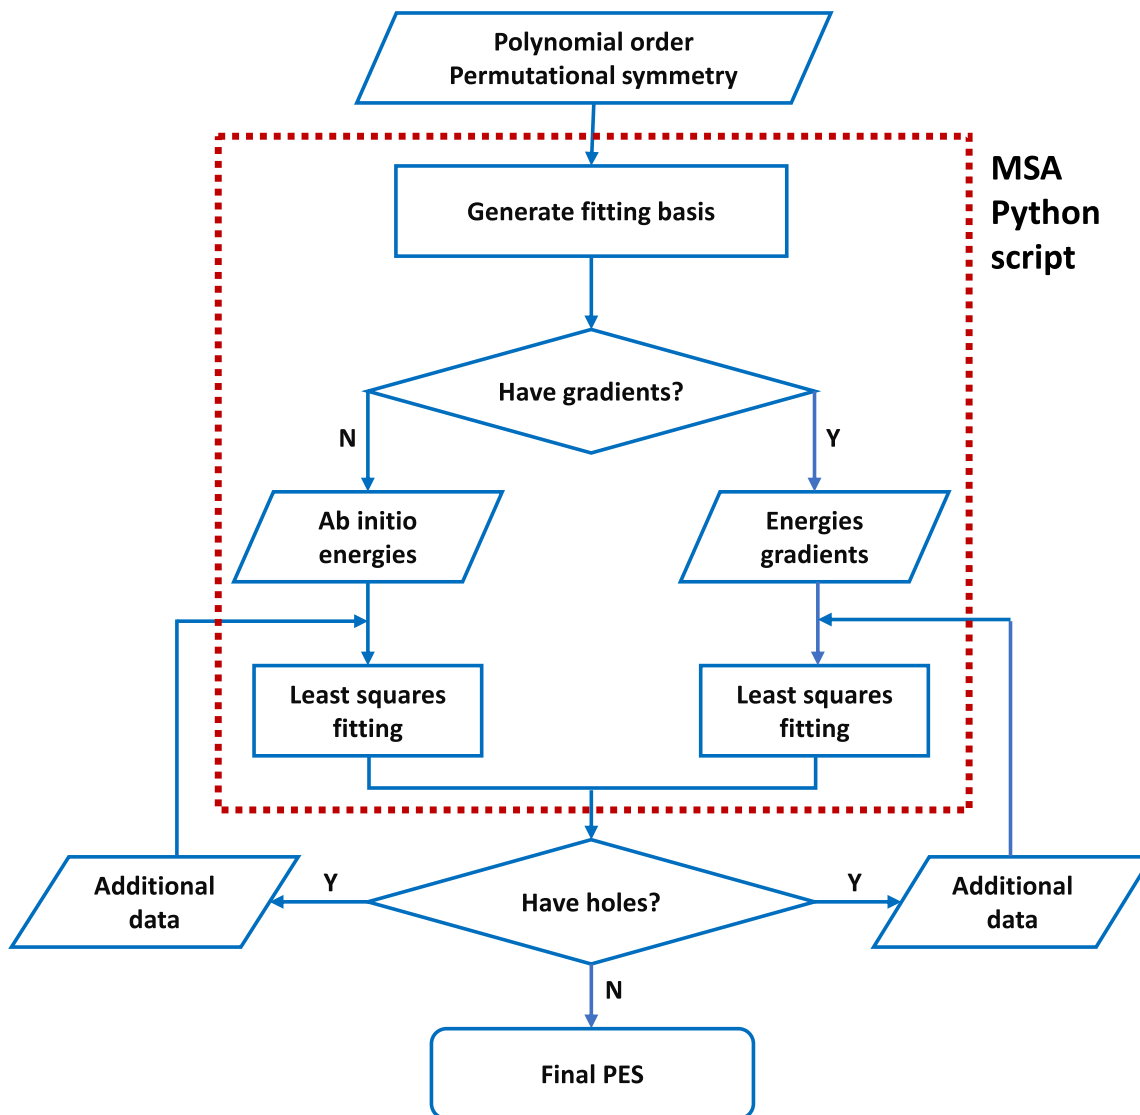 Polynomial order
Permutational symmetry
MSA
Python
script
Generate fitting basis
Have gradients?
N
Y
Ab initio
energies
Energies
gradients
Least squares
fitting
Least squares
fitting
Additional
data
Y
Have holes?
Y
Additional
data
N
Final PES